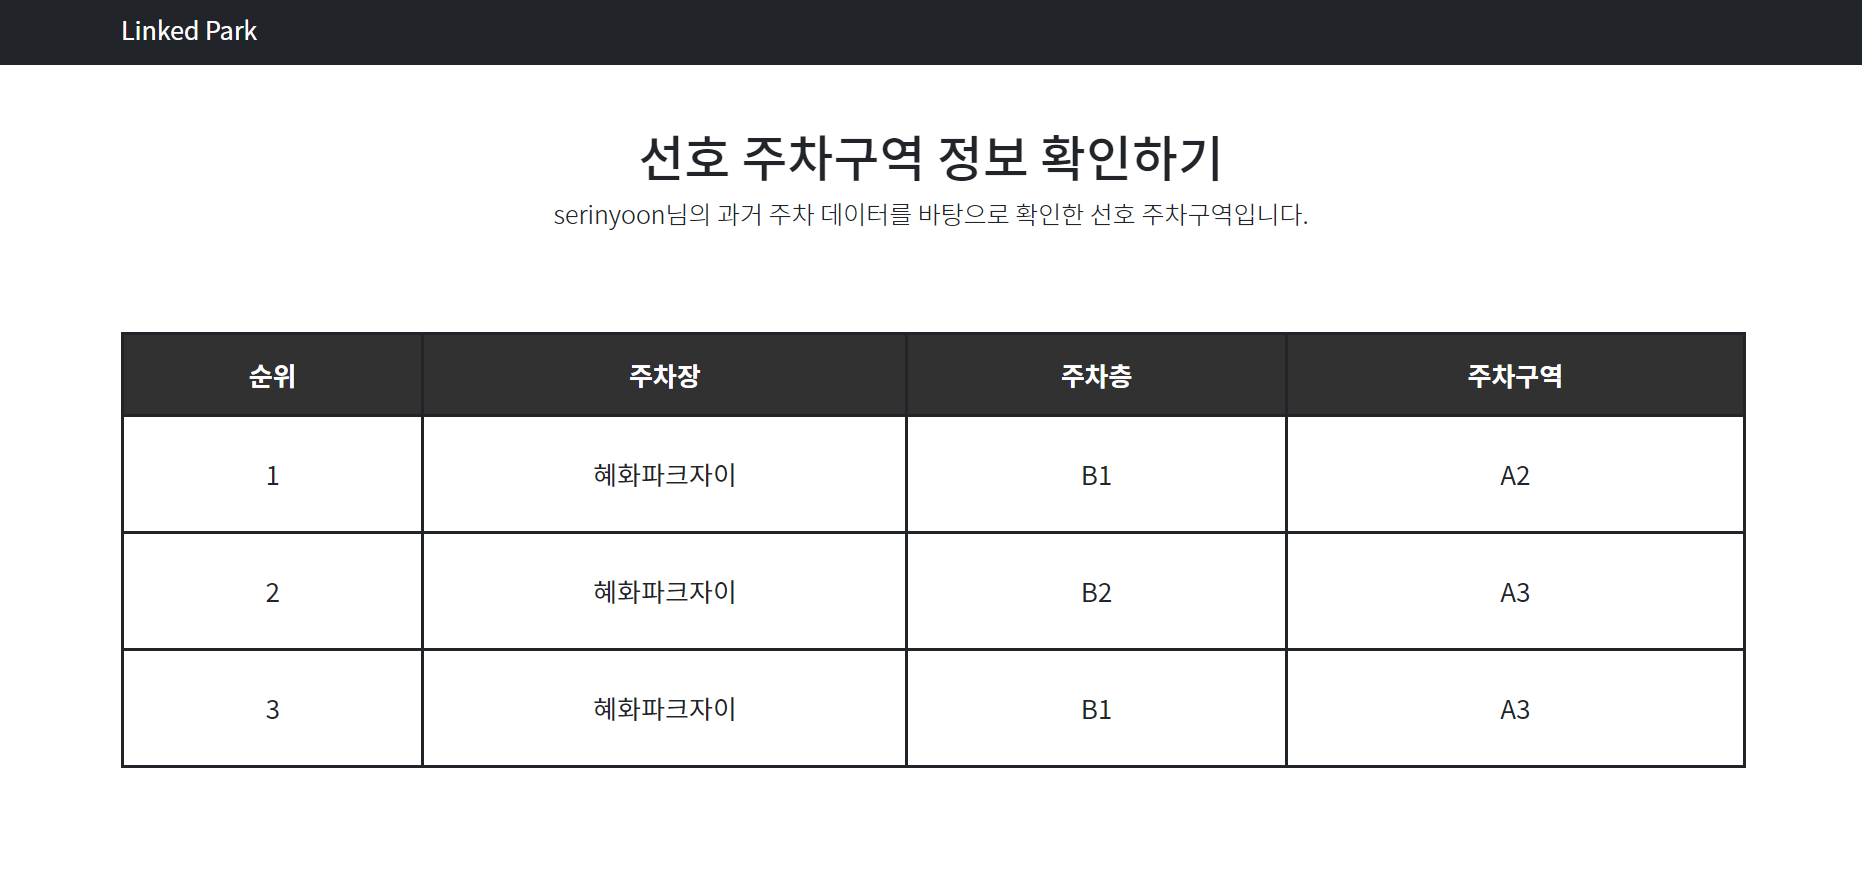 Linked Park
선호 주차구역 정보 확인하기
serinyoon님의 과거 주차 데이터를 바탕으로 확인한 선호 주차구역입니다.
순위 주차장 주차층 주차구역
1 혜화파크자이 B1 A2
2 혜화파크자이 B2 A3
3 혜화파크자이 B1 A3